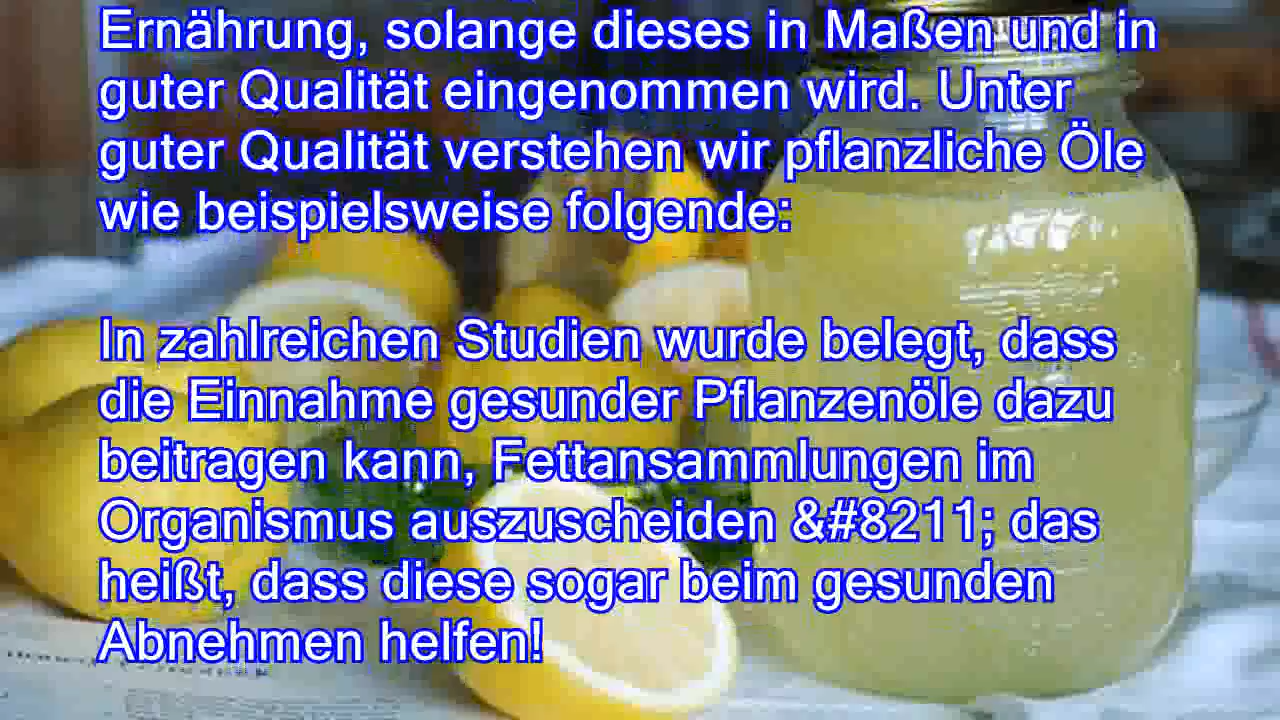 Ernährung, solange dieses in Maßen und in
guter Qualität eingenommen wird. Unter
guter Qualität verstehen wir pflanzliche Öle
wie beispielsweise folgende:
In zahlreichen Studien wurde belegt, dass
die Einnahme gesunder Pflanzenöle dazu
beitragen kann, Fettansammlungen im
Organismus auszuscheiden &#8211; das
heißt, dass diese sogar beim gesunden
Abnehmen helfen!